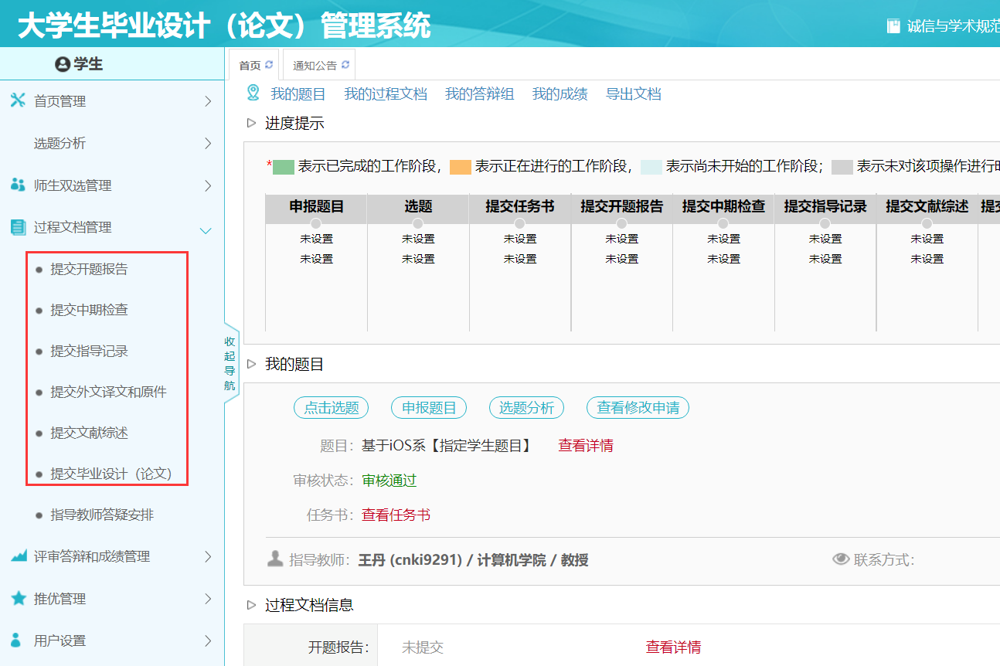 大学生毕业设计（论文）管理系统
诚信与学术规范
学生
首页管理
选题分析
师生双选管理
过程文档管理
提交开题报告
提交中期检查
提交指导记录
提交外文译文和原件
提交文献综述
提交毕业设计（论文）
指导教师答疑安排
评审答辩和成绩管理
推优管理
用户设置
收起导航
首页 通知公告
我的题目 我的过程文档 我的答辩组 我的成绩 导出文档
进度提示
*表示已完成的工作阶段，表示正在进行的工作阶段，表示尚未开始的工作阶段；表示未对该项操作进行时
申报题目 选题 提交任务书 提交开题报告 提交中期检查 提交指导记录 提交文献综述 提交
未设置 未设置 未设置 未设置 未设置 未设置 未设置
未设置 未设置 未设置 未设置 未设置 未设置 未设置
我的题目
点击选题 申报题目 选题分析 查看修改申请
题目：基于iOS系【指定学生题目】 查看详情
审核状态：审核通过
任务书：查看任务书
指导教师：王丹 (cnki9291) / 计算机学院 / 教授 联系方式：
过程文档信息
开题报告： 未提交 查看详情